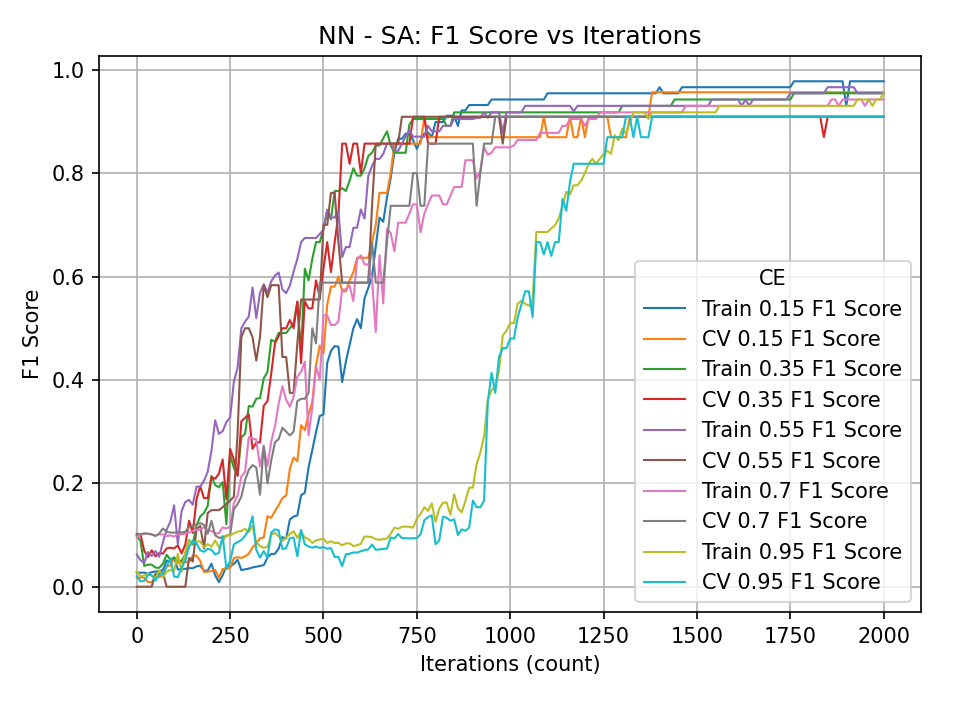 NN - SA: F1 Score vs Iterations
1.0
0.8
0.6
0.4
0.2
0.0
F1 Score
CE
Train 0.15 F1 Score
CV 0.15 F1 Score
Train 0.35 F1 Score
CV 0.35 F1 Score
Train 0.55 F1 Score
CV 0.55 F1 Score
Train 0.7 F1 Score
CV 0.7 F1 Score
Train 0.95 F1 Score
CV 0.95 F1 Score
0 250 500 750 1000 1250 1500 1750 2000
Iterations (count)